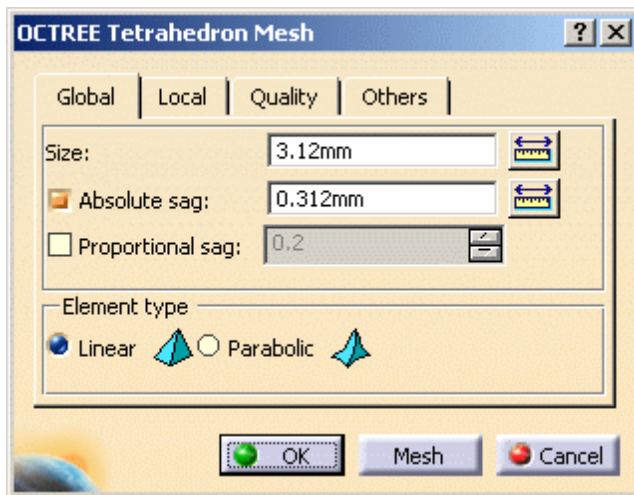 OCTREE Tetrahedron Mesh
Global Local Quality Others
Size: 3.12mm
Absolute sag: 0.312mm
Proportional sag: 0.2
Element type
Linear Parabolic
OK Mesh Cancel